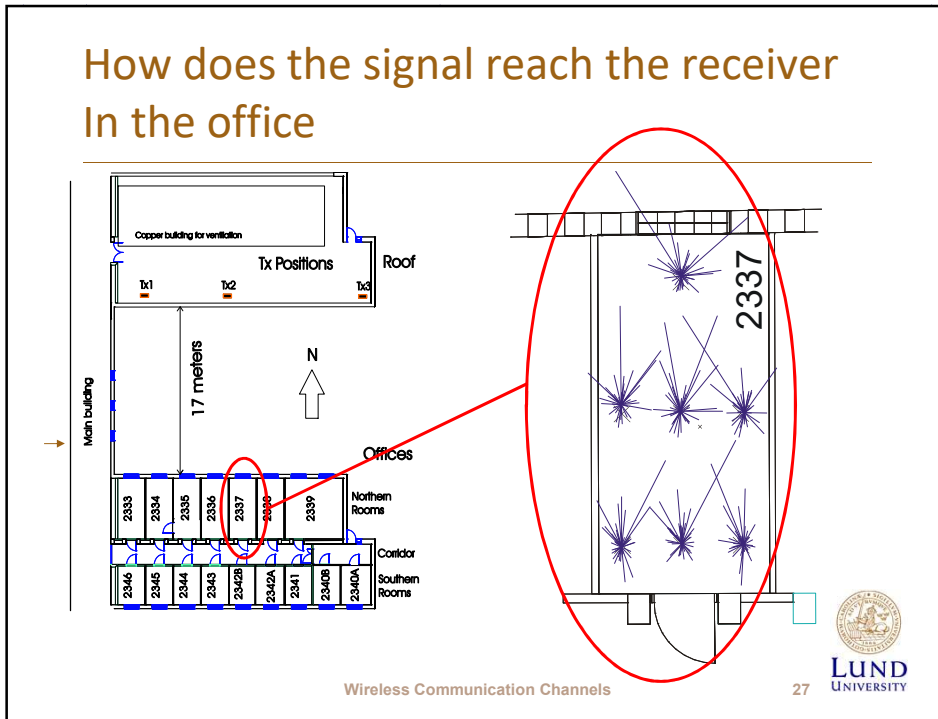 How does the signal reach the receiver
In the office
Copper building for ventilation
Tx Positions
Roof
Tx1
Tx2
Tx3
17 meters
N
Main building
Offices
2333
2334
2335
2336
2337
2338
2339
Northern
Rooms
Corridor
2346
2345
2344
2343
2342B
2342A
2341
2340B
2340A
Southern
Rooms
2337
Wireless Communication Channels
27
LUND
UNIVERSITY